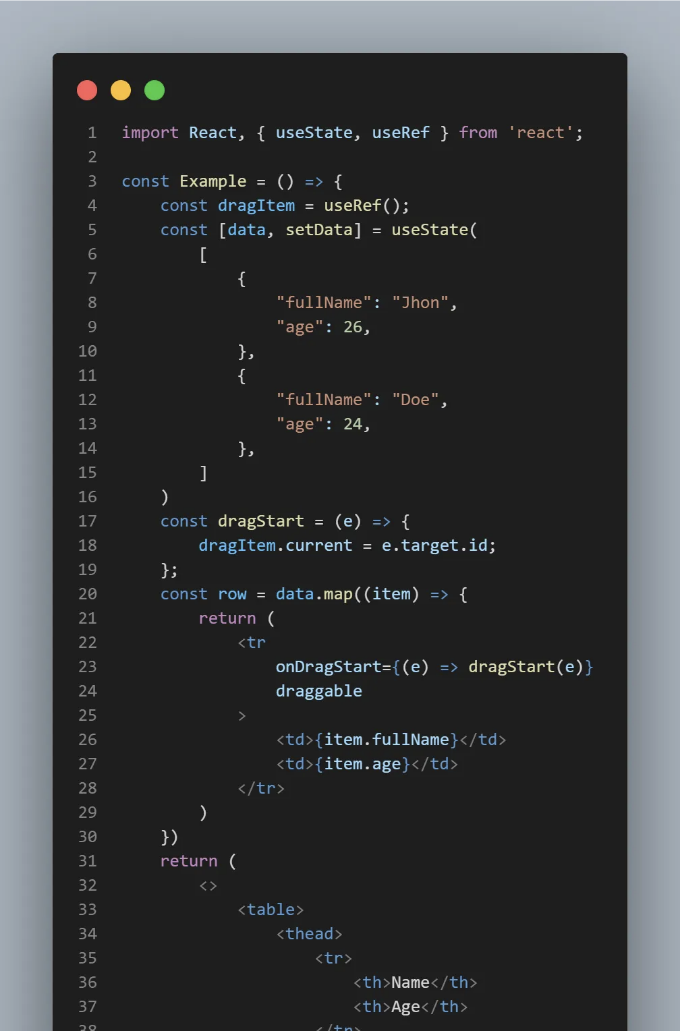 1 import React, { useState, useRef } from 'react';
2
3 const Example = () => {
4 const dragItem = useRef();
5 const [data, setData] = useState(
6 [
7 {
8 "fullName": "Jhon",
9 "age": 26,
10 },
11 {
12 "fullName": "Doe",
13 "age": 24,
14 },
15 ]
16 )
17 const dragStart = (e) => {
18 dragItem.current = e.target.id;
19 };
20 const row = data.map((item) => {
21 return (
22 <tr
23 onDragStart={(e) => dragStart(e)}
24 draggable
25 >
26 <td>{item.fullName}</td>
27 <td>{item.age}</td>
28 </tr>
29 )
30 })
31 return (
32 <>
33 <table>
34 <thead>
35 <tr>
36 <th>Name</th>
37 <th>Age</th>
38 </tr>